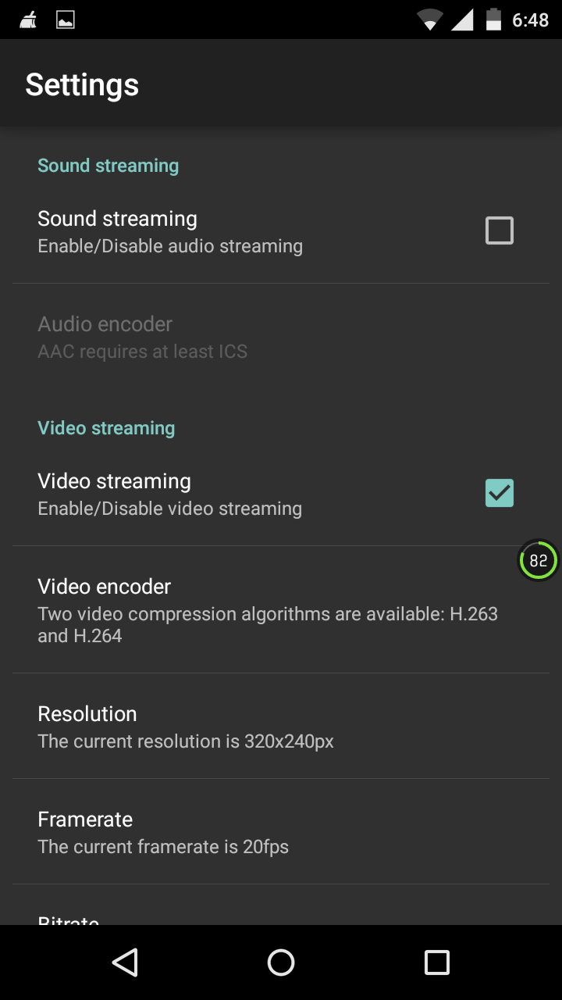 6:48
Settings
Sound streaming
Sound streaming
Enable/Disable audio streaming
Audio encoder
AAC requires at least ICS
Video streaming
Video streaming
Enable/Disable video streaming
82
Video encoder
Two video compression algorithms are available: H.263
and H.264
Resolution
The current resolution is 320x240px
Framerate
The current framerate is 20fps
Bitrate